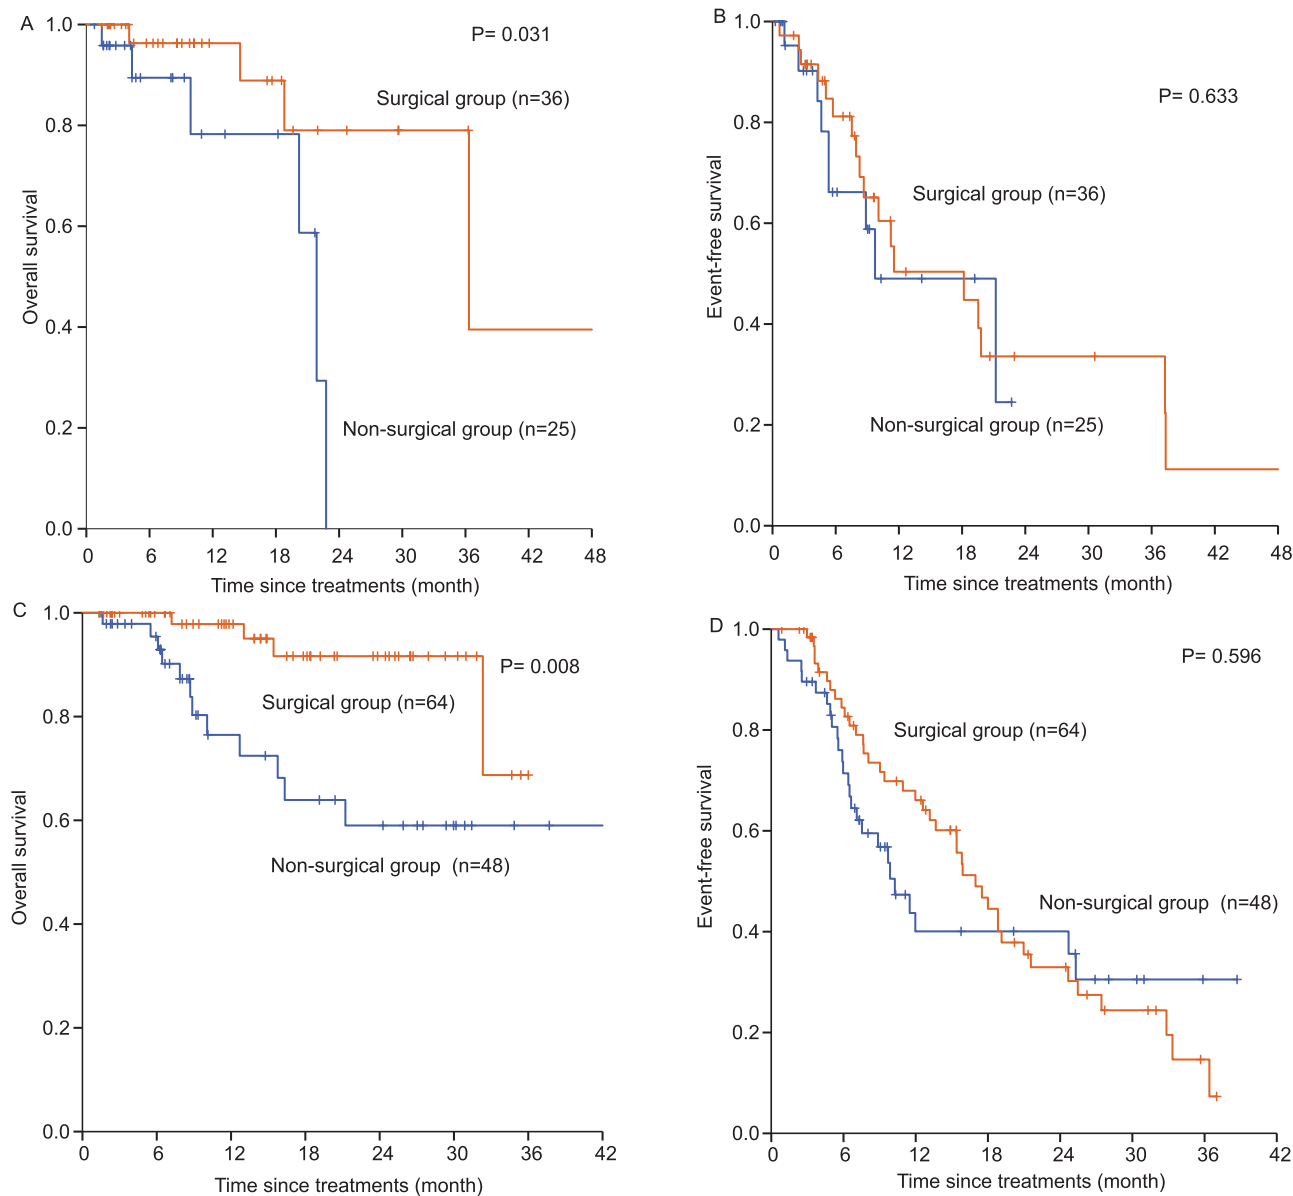 A
P= 0.031
Surgical group (n=36)
Non-surgical group (n=25)
Overall survival
1.0
0.8
0.6
0.4
0.2
0.0
0 6 12 18 24 30 36 42 48
Time since treatments (month)
B
P= 0.633
Surgical group (n=36)
Non-surgical group (n=25)
Event-free survival
1.0
0.8
0.6
0.4
0.2
0.0
0 6 12 18 24 30 36 42 48
Time since treatments (month)
C
P= 0.008
Surgical group (n=64)
Non-surgical group (n=48)
Overall survival
1.0
0.8
0.6
0.4
0.2
0.0
0 6 12 18 24 30 36 42
Time since treatments (month)
D
P= 0.596
Surgical group (n=64)
Non-surgical group (n=48)
Event-free survival
1.0
0.8
0.6
0.4
0.2
0.0
0 6 12 18 24 30 36 42
Time since treatments (month)